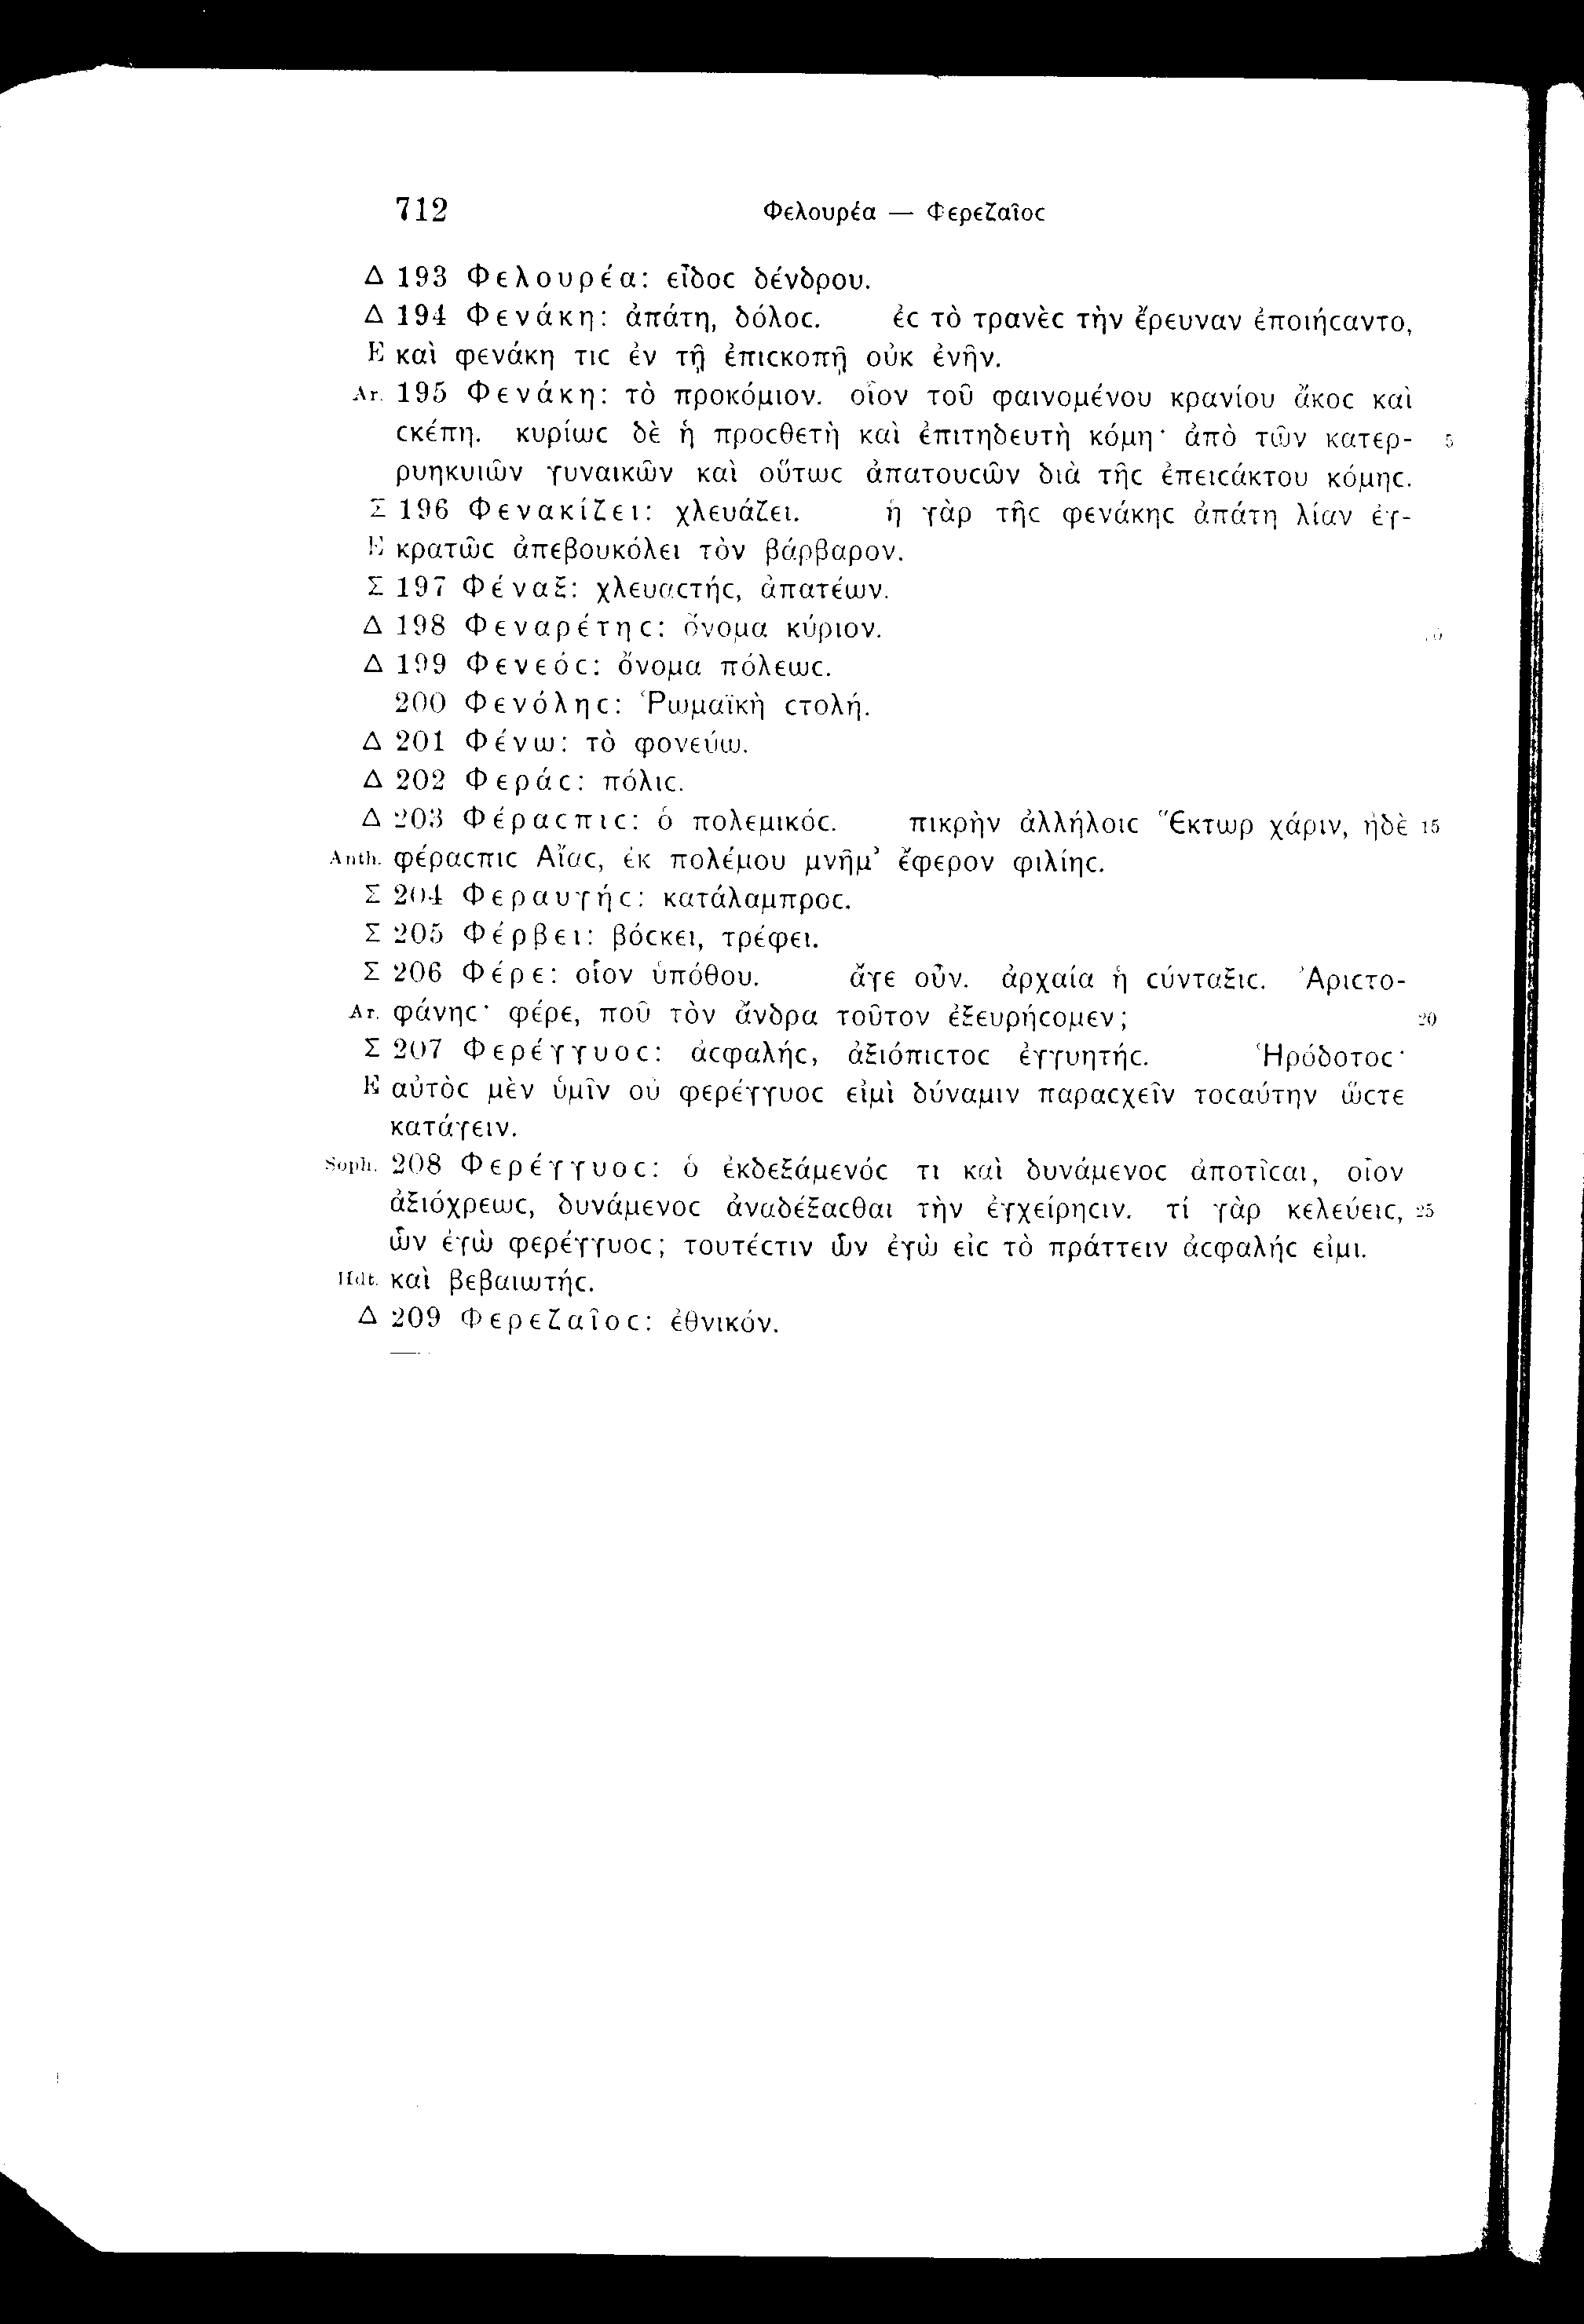 712 Φελουρέα — Φερεζαῖοϲ
Δ 193 Φελουρέα: εἶδοϲ δένδρου.
Δ 194 Φενάκη: ἀπάτη, δόλοϲ. ἐϲ τὸ τρανὲϲ τὴν ἔρευναν ἐποιήϲαντο,
E καὶ φενάκη τιϲ ἐν τῇ ἐπιϲκοπῇ οὐκ ἐνῆν.
Ar. 195 Φενάκη: τὸ προκόμιον. οἷον τοῦ φαινομένου κρανίου ἄκοϲ καὶ
ϲκέπη. κυρίωϲ δὲ ἡ προϲθετὴ καὶ ἐπιτηδευτὴ κόμη· ἀπὸ τῶν κατερ- 5
ρυηκυιῶν γυναικῶν καὶ οὕτωϲ ἀπατουϲῶν διὰ τῆϲ ἐπειϲάκτου κόμηϲ.
Σ 196 Φενακίζει: χλευάζει. ἡ γὰρ τῆϲ φενάκηϲ ἀπάτη λίαν ἐγ-
E κρατῶϲ ἀπεβουκόλει τὸν βάρβαρον.
Σ 197 Φέναξ: χλευαϲτήϲ, ἀπατέων.
Δ 198 Φεναρέτηϲ: ὄνομα κύριον.
Δ 199 Φενεόϲ: ὄνομα πόλεωϲ.
200 Φενόληϲ: Ῥωμαϊκὴ ϲτολή.
Δ 201 Φένω: τὸ φονεύω.
Δ 202 Φεράϲ: πόλιϲ.
Δ 203 Φέραϲπιϲ: ὁ πολεμικόϲ. πικρὴν ἀλλήλοιϲ Ἕκτωρ χάριν, ἠδὲ 15
Anth. φέραϲπιϲ Αἴαϲ, ἐκ πολέμου μνῆμ’ ἔφερον φιλίηϲ.
Σ 204 Φεραυγήϲ: κατάλαμπροϲ.
Σ 205 Φέρβει: βόϲκει, τρέφει.
Σ 206 Φέρε: οἷον ὑπόθου. ἄγε οὖν. ἀρχαία ἡ ϲύνταξιϲ. Ἀριϲτο-
Ar. φάνηϲ· φέρε, ποῦ τὸν ἄνδρα τοῦτον ἐξευρήϲομεν; 20
Σ 207 Φερέγγυοϲ: ἀϲφαλήϲ, ἀξιόπιϲτοϲ ἐγγυητήϲ. Ἡρόδοτοϲ·
E αὐτὸϲ μὲν ὑμῖν οὐ φερέγγυοϲ εἰμὶ δύναμιν παραϲχεῖν τοϲαύτην ὥϲτε
κατάγειν.
Soph. 208 Φερέγγυοϲ: ὁ ἐκδεξάμενόϲ τι καὶ δυνάμενοϲ ἀποτῖϲαι, οἷον
ἀξιόχρεωϲ, δυνάμενοϲ ἀναδέξαϲθαι τὴν ἐγχείρηϲιν. τί γὰρ κελεύειϲ, 25
ὧν ἐγὼ φερέγγυοϲ; τουτέϲτιν ὧν ἐγὼ εἰϲ τὸ πράττειν ἀϲφαλήϲ εἰμι.
Hdt. καὶ βεβαιωτήϲ.
Δ 209 Φερεζαῖοϲ: ἐθνικόν.